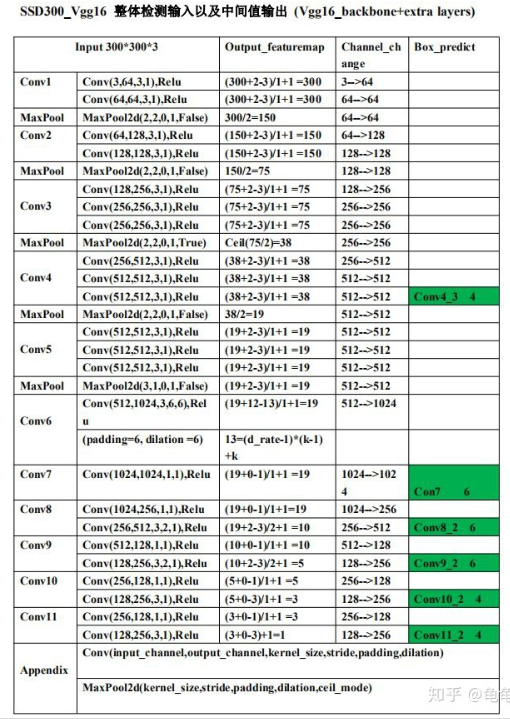 SSD300_Vgg16 整体检测输入以及中间值输出 (Vgg16_backbone+extra layers)
Input 300*300*3 Output_featuremap Channel_ch Box_predict
ange
Conv1 Conv(3,64,3,1),Relu (300+2-3)/1+1 =300 3-->64
Conv(64,64,3,1),Relu (300+2-3)/1+1 =300 64-->64
MaxPool MaxPool2d(2,2,0,1,False) 300/2=150 64-->64
Conv2 Conv(64,128,3,1),Relu (150+2-3)/1+1 =150 64-->128
Conv(128,128,3,1),Relu (150+2-3)/1+1 =150 128-->128
MaxPool MaxPool2d(2,2,0,1,False) 150/2=75 128-->128
Conv3 Conv(128,256,3,1),Relu (75+2-3)/1+1 =75 128-->256
Conv(256,256,3,1),Relu (75+2-3)/1+1 =75 256-->256
Conv(256,256,3,1),Relu (75+2-3)/1+1 =75 256-->256
MaxPool MaxPool2d(2,2,0,1,True) Ceil(75/2)=38 256-->256
Conv4 Conv(256,512,3,1),Relu (38+2-3)/1+1 =38 256-->512
Conv(512,512,3,1),Relu (38+2-3)/1+1 =38 512-->512
Conv(512,512,3,1),Relu (38+2-3)/1+1 =38 512-->512 Conv4_3 4
MaxPool MaxPool2d(2,2,0,1,False) 38/2=19 512-->512
Conv5 Conv(512,512,3,1),Relu (19+2-3)/1+1 =19 512-->512
Conv(512,512,3,1),Relu (19+2-3)/1+1 =19 512-->512
Conv(512,512,3,1),Relu (19+2-3)/1+1 =19 512-->512
MaxPool MaxPool2d(3,1,0,1,False) (19+2-3)/1+1 =19 512-->512
Conv6 Conv(512,1024,3,6,6),Rel (19+12-13)/1+1=19 512-->1024
u
(padding=6, dilation =6) 13=(d_rate-1)*(k-1)
+k
Conv7 Conv(1024,1024,1,1),Relu (19+0-1)/1+1 =19 1024-->102
4 Con7 6
Conv8 Conv(1024,256,1,1),Relu (19+0-1)/1+1=19 1024-->256
Conv(256,512,3,2,1),Relu (19+2-3)/2+1 =10 256-->512 Conv8_2 6
Conv9 Conv(512,128,1,1),Relu (10+0-1)/1+1 =10 512-->128
Conv(128,256,3,2,1),Relu (10+2-3)/2+1 =5 128-->256 Conv9_2 6
Conv10 Conv(256,128,1,1),Relu (5+0-1)/1+1 =5 256-->128
Conv(128,256,3,1),Relu (5+0-3)/1+1 =3 128-->256 Conv10_2 4
Conv11 Conv(256,128,1,1),Relu (3+0-1)/1+1 =3 256-->128
Conv(128,256,3,1),Relu (3+0-3)+1=1 128-->256 Conv11_2 4
Appendix Conv(input_channel,output_channel,kernel_size,stride,padding,dilation)
MaxPool2d(kernel_size,stride,padding,dilation,ceil_mode)
知乎 @龟